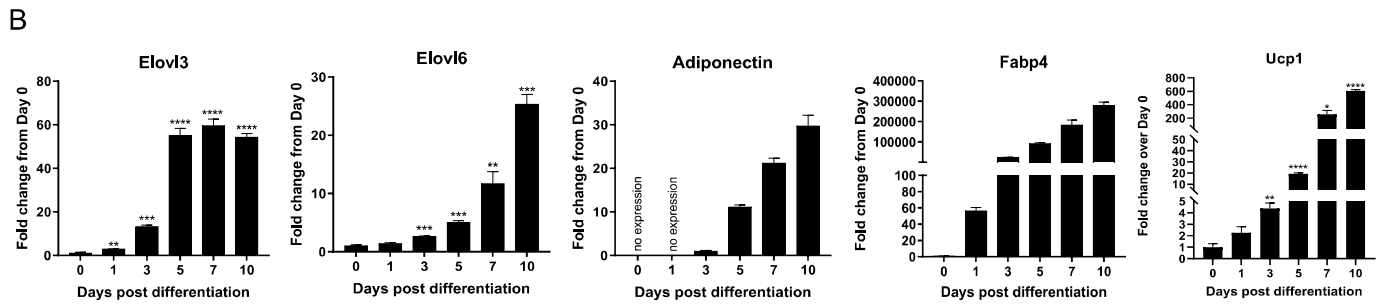 B
Elovl3
Fold change from Day 0
80
60
40
20
0
**
***
****
****
****
0 1 3 5 7 10
Days post differentiation
Elovl6
Fold change from Day 0
30
20
10
0
***
***
**
***
0 1 3 5 7 10
Days post differentiation
Adiponectin
Fold change from Day 0
40
30
20
10
0
no expression
no expression
0 1 3 5 7 10
Days post differentiation
Fabp4
Fold change from Day 0
400000
300000
200000
100000
100
80
60
40
20
0
0 1 3 5 7 10
Days post differentiation
Ucp1
Fold change over Day 0
800
600
400
200
50
40
30
20
10
5
4
3
2
1
0
**
****
*
****
0 1 3 5 7 10
Days post differentiation